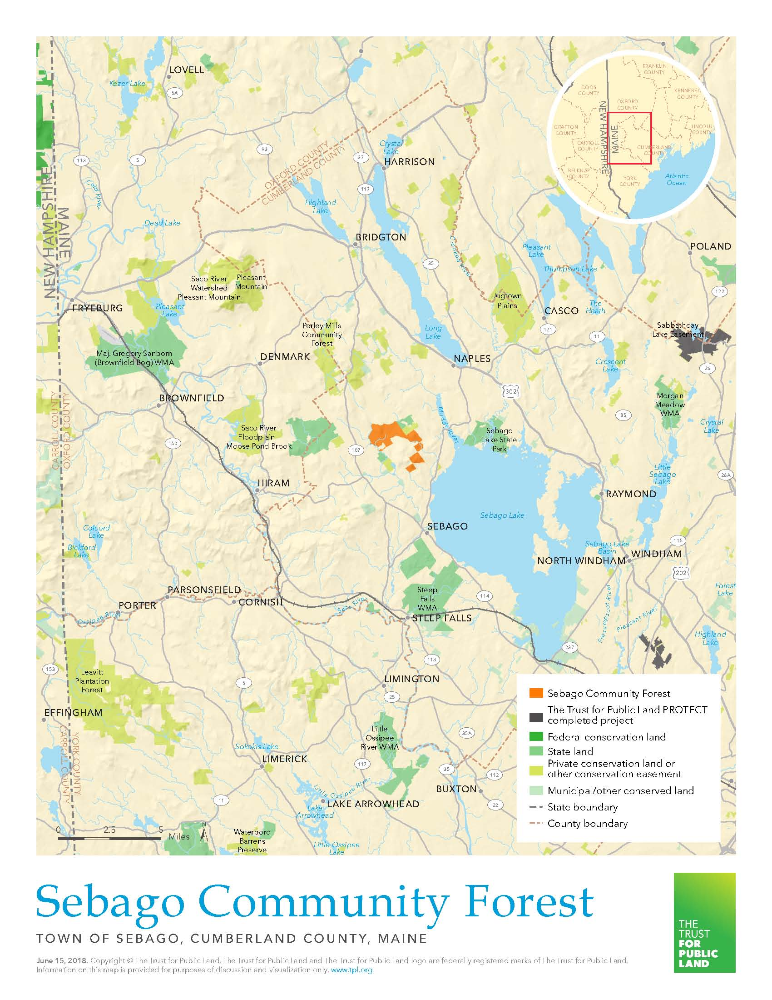 LOVELL
Kezer Lake
5A
93
113
5
Cold River
OXFORD COUNTY
CUMBERLAND COUNTY
37
Crystal
Lake
HARRISON
117
Highland
Lake
NEW HAMPSHIRE
MAINE
Dead Lake
BRIDGTON
35
Crooked River
FRANKLIN
COUNTY
COOS
COUNTY
KENNEBEC
COUNTY
OXFORD
COUNTY
NEW HAMPSHIRE
MAINE
GRAFTON
COUNTY
LINCOLN
COUNTY
CARROLL
COUNTY
CUMBERLAND
COUNTY
BELKNAP
COUNTY
YORK
COUNTY
Atlantic
Ocean
Pleasant
Lake
POLAND
Thompson Lake
122
Saco River
Watershed
Pleasant Mountain
Pleasant
Mountain
Jugtown
Plains
FRYEBURG
Pleasant
Lake
CASCO
The
Heath
121
11
Perley Mills
Community
Forest
Long
Lake
Sabbathday
Lake Easement
Maj. Gregory Sanborn
(Brownfield Bog) WMA
DENMARK
NAPLES
Crescent
Lake
26
302
BROWNFIELD
Morgan
Meadow
WMA
85
CARROLL COUNTY
OXFORD COUNTY
Muddy River
Crystal
Lake
Saco River
Floodplain
Moose Pond Brook
160
107
Sebago
Lake State
Park
Little
Sebago
Lake
26A
HIRAM
RAYMOND
Sebago Lake
Colcord
Lake
Bickford
Lake
SEBAGO
115
Sebago Lake
Basin
WINDHAM
NORTH WINDHAM
202
Forest
Lake
PARSONSFIELD
PORTER
CORNISH
Ossipee River
Saco River
Steep
Falls
WMA
STEEP FALLS
114
Presumpscot River
Pleasant River
Highland
Lake
237
113
153
Leavitt
Plantation
Forest
5
LIMINGTON
25
EFFINGHAM
CARROLL COUNTY
YORK COUNTY
Little
Ossipee
River WMA
35A
Sokokis Lake
LIMERICK
117
35
112
BUXTON
22
Little Ossipee River
11
LAKE ARROWHEAD
Lake
Arrowhead
Waterboro
Barrens
Preserve
Little Ossipee
Lake
0 2.5 5
Miles
N
Sebago Community Forest
The Trust for Public Land PROTECT
completed project
Federal conservation land
State land
Private conservation land or
other conservation easement
Municipal/other conserved land
State boundary
County boundary
Sebago Community Forest
TOWN OF SEBAGO, CUMBERLAND COUNTY, MAINE
June 15, 2018. Copyright © The Trust for Public Land. The Trust for Public Land and The Trust for Public Land logo are federally registered marks of The Trust for Public Land.
Information on this map is provided for purposes of discussion and visualization only. www.tpl.org
THE
TRUST
FOR
PUBLIC
LAND